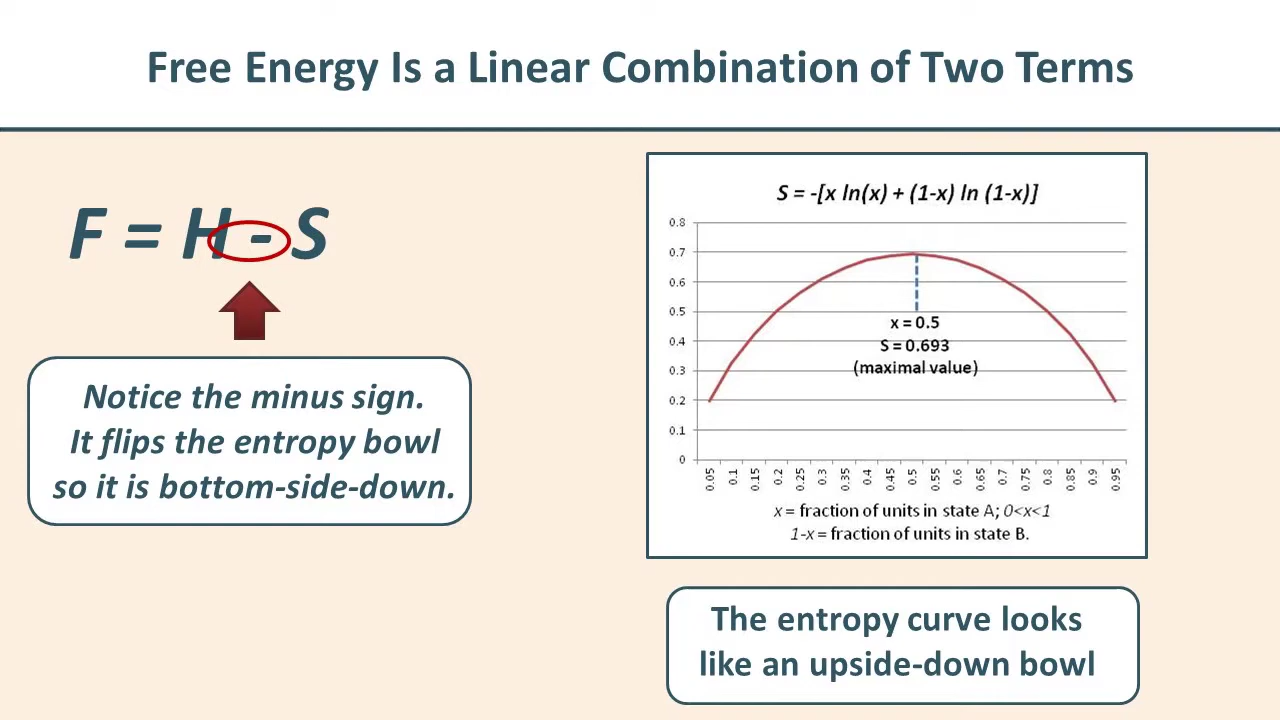 Free Energy Is a Linear Combination of Two Terms
F = H - S
Notice the minus sign.
It flips the entropy bowl
so it is bottom-side-down.
S = -[x ln(x) + (1-x) ln (1-x)]
0.8
0.7
0.6
0.5
0.4
0.3
0.2
0.1
0
x = 0.5
S = 0.693
(maximal value)
0.05 0.1 0.15 0.2 0.25 0.3 0.35 0.4 0.45 0.5 0.55 0.6 0.65 0.7 0.75 0.8 0.85 0.9 0.95
x = fraction of units in state A; 0<x<1
1-x = fraction of units in state B.
The entropy curve looks
like an upside-down bowl